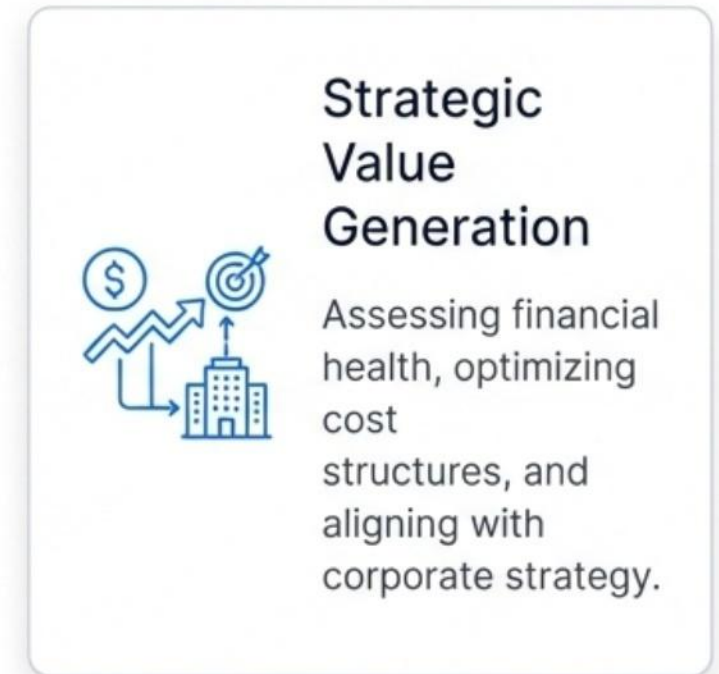 Strategic
Value
Generation
$
Assessing financial
health, optimizing
cost
structures, and
aligning with
corporate strategy.